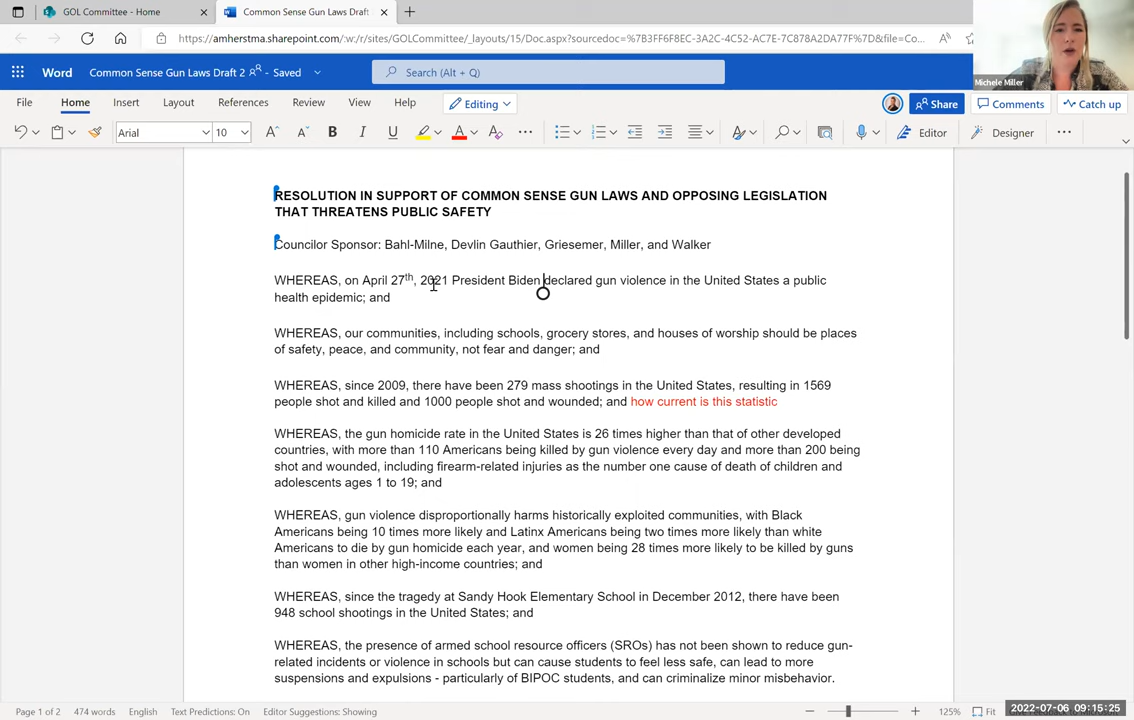 GOL Committee - Home
Common Sense Gun Laws Draft
https://amherstma.sharepoint.com/:w:/r/sites/GOLCommittee/_layouts/15/Doc.aspx?sourcedoc=%7B3FF6F8EC-3A2C-4C52-AC7E-7C878A2DA77F%7D&file=Co...
Michele Miller
Word Common Sense Gun Laws Draft 2 - Saved
Search (Alt + Q)
File Home Insert Layout References Review View Help Editing Share Comments Catch up
Arial 10 Editor Designer
RESOLUTION IN SUPPORT OF COMMON SENSE GUN LAWS AND OPPOSING LEGISLATION
THAT THREATENS PUBLIC SAFETY
Councilor Sponsor: Bahl-Milne, Devlin Gauthier, Griesemer, Miller, and Walker
WHEREAS, on April 27th, 2021 President Biden declared gun violence in the United States a public
health epidemic; and
WHEREAS, our communities, including schools, grocery stores, and houses of worship should be places
of safety, peace, and community, not fear and danger; and
WHEREAS, since 2009, there have been 279 mass shootings in the United States, resulting in 1569
people shot and killed and 1000 people shot and wounded; and how current is this statistic
WHEREAS, the gun homicide rate in the United States is 26 times higher than that of other developed
countries, with more than 110 Americans being killed by gun violence every day and more than 200 being
shot and wounded, including firearm-related injuries as the number one cause of death of children and
adolescents ages 1 to 19; and
WHEREAS, gun violence disproportionally harms historically exploited communities, with Black
Americans being 10 times more likely and Latinx Americans being two times more likely than white
Americans to die by gun homicide each year, and women being 28 times more likely to be killed by guns
than women in other high-income countries; and
WHEREAS, since the tragedy at Sandy Hook Elementary School in December 2012, there have been
948 school shootings in the United States; and
WHEREAS, the presence of armed school resource officers (SROs) has not been shown to reduce gun-
related incidents or violence in schools but can cause students to feel less safe, can lead to more
suspensions and expulsions - particularly of BIPOC students, and can criminalize minor misbehavior.
Page 1 of 2 474 words English Text Predictions: On Editor Suggestions: Showing 125% Fit
2022-07-06 09:15:25